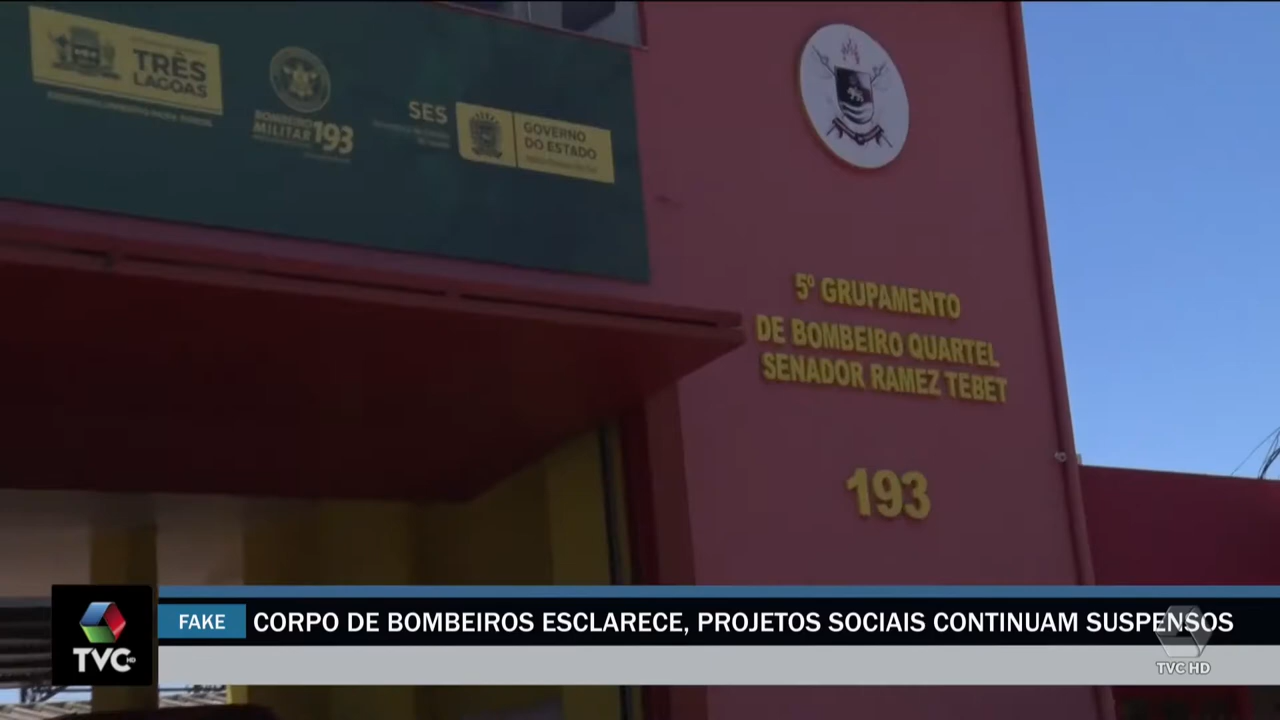 TRÊS
LAGOAS
BOMBEIRO
MILITAR 193
SES
GOVERNO
DO ESTADO
5º GRUPAMENTO
DE BOMBEIRO QUARTEL
SENADOR RAMEZ TEBET
193
FAKE CORPO DE BOMBEIROS ESCLARECE, PROJETOS SOCIAIS CONTINUAM SUSPENSOS
TVC HD
TVC HD